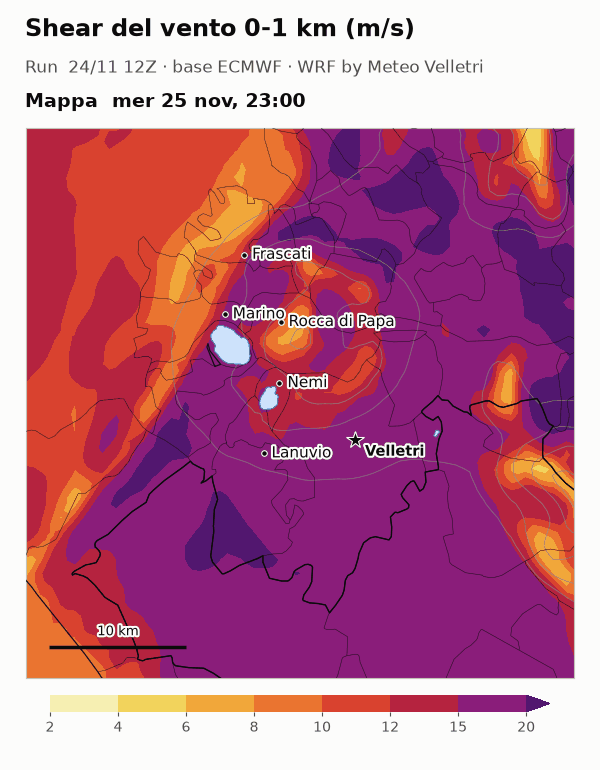 Shear del vento 0-1 km (m/s)
Run  24/11 12Z · base ECMWF · WRF by Meteo Velletri
Mappa  mer 25 nov, 23:00
Frascati
Marino
Rocca di Papa
Nemi
Lanuvio
Velletri
10 km
2 4 6 8 10 12 15 20